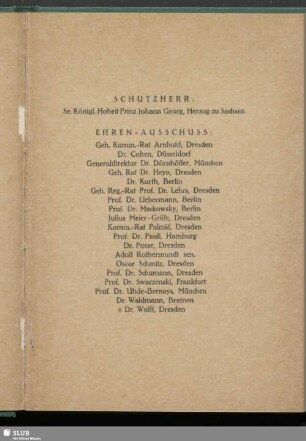 SCHUTZHERR:
Se. Königl. Hoheit Prinz Johann Georg, Herzog zu Sachsen
EHREN-AUSSCHUSS:
Geh. Komm.-Rat Arnhold, Dresden
Dr. Cohen, Düsseldorf
Generaldirektor Dr. Dörnhöffer, München
Geh. Rat Dr. Heyn, Dresden
Dr. Kurth, Berlin
Geh. Reg.-Rat Prof. Dr. Lehrs, Dresden
Prof. Dr. Liebermann, Berlin
Prof. Dr. Mackowsky, Berlin
Julius Meier-Gräfe, Dresden
Komm.-Rat Palmié, Dresden
Prof. Dr. Pauli, Hamburg
Dr. Posse, Dresden
Adolf Rothermundt sen.
Oscar Schmitz, Dresden
Prof. Dr. Schumann, Dresden
Prof. Dr. Swarzenski, Frankfurt
Prof. Dr. Uhde-Bernays, München
Dr. Waldmann, Bremen
Dr. Wolff, Dresden
SLUB